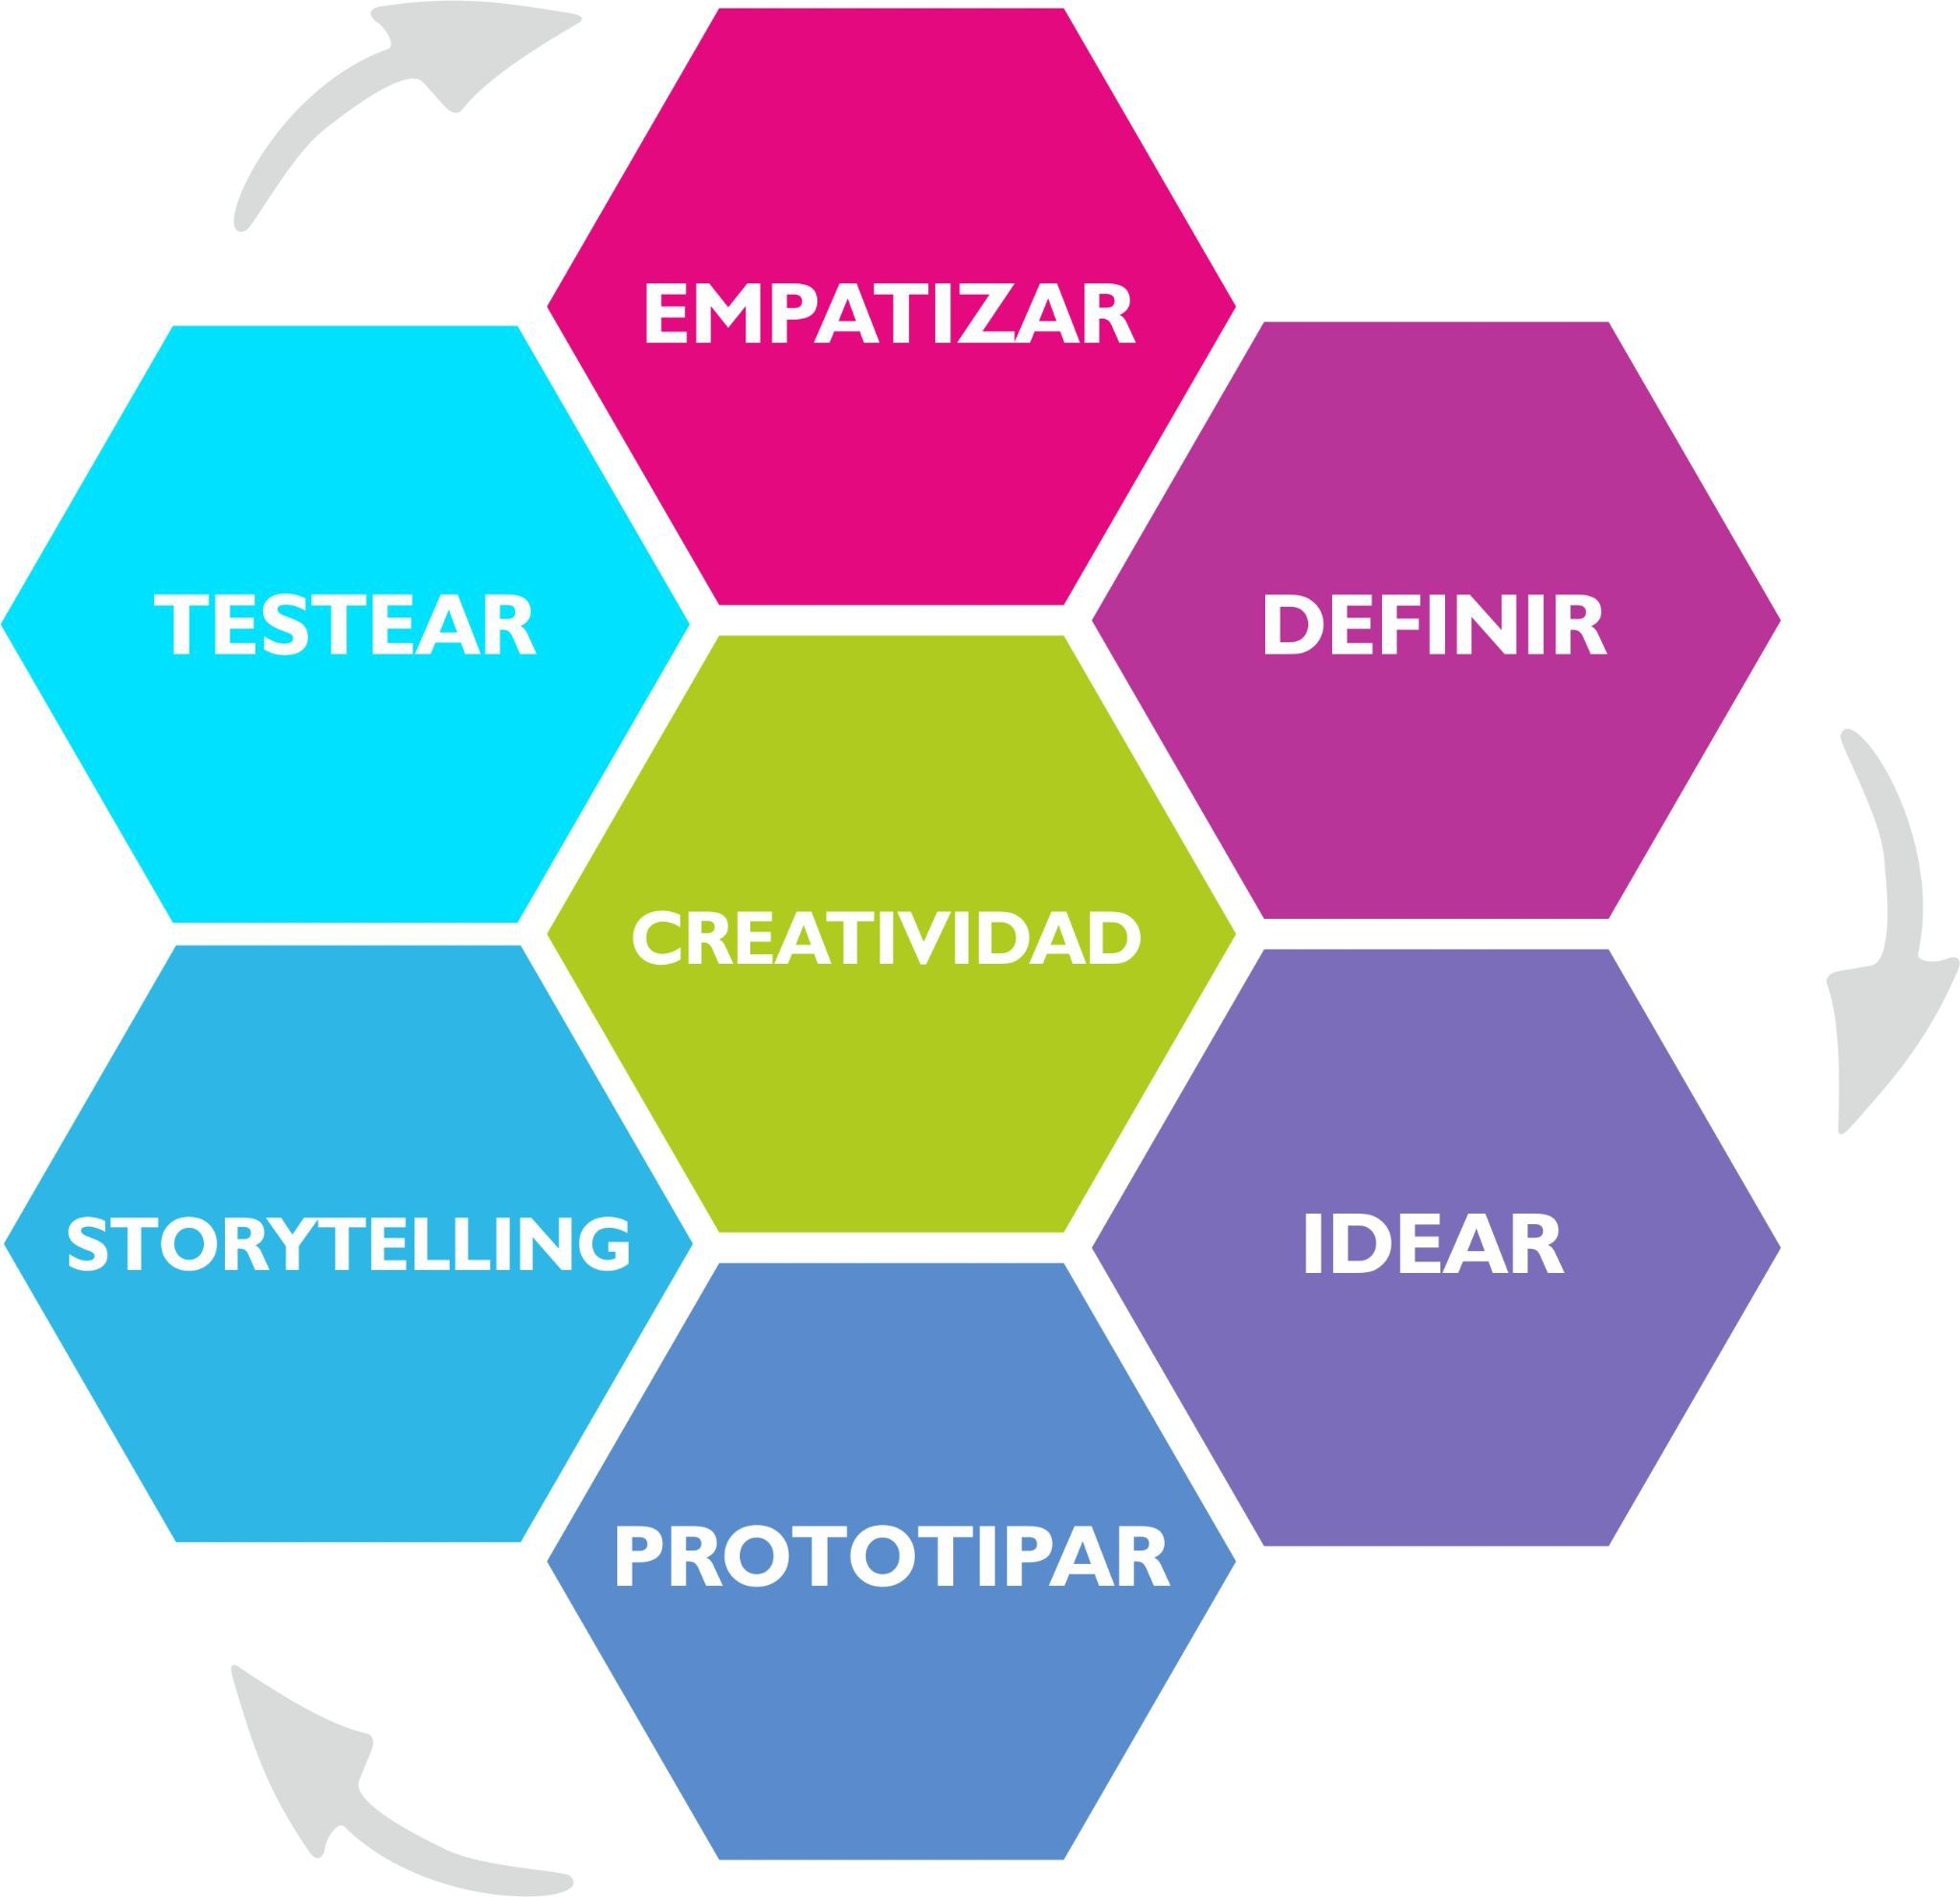 EMPATIZAR
TESTEAR
DEFINIR
CREATIVIDAD
STORYTELLING
IDEAR
PROTOTIPAR